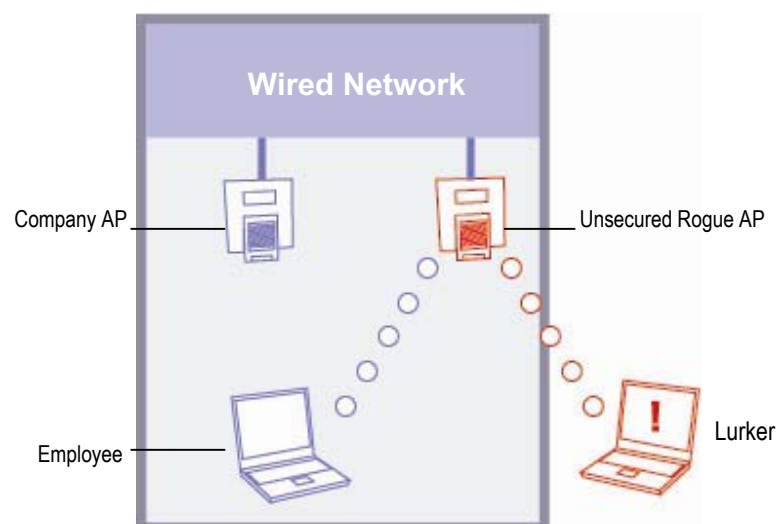 Wired Network
Company AP
Unsecured Rogue AP
Employee
!
Lurker